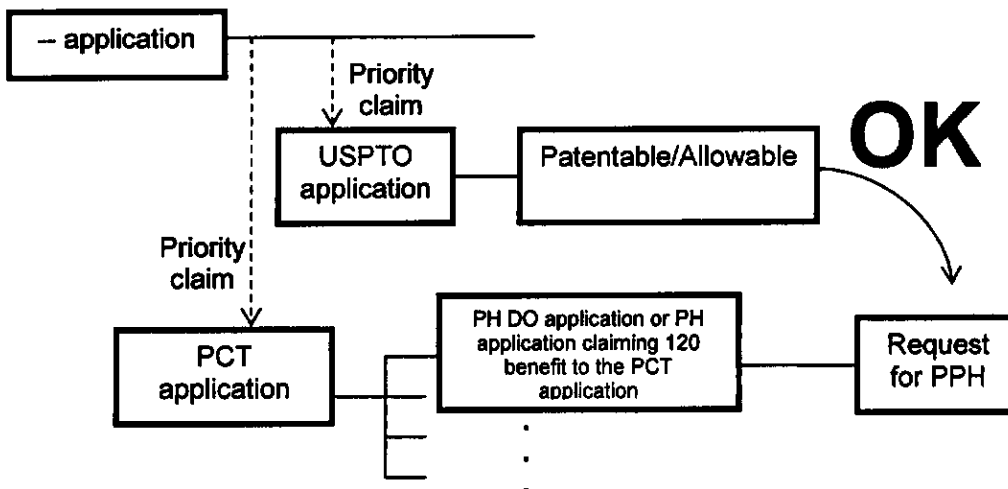 -- application
Priority
claim
OK
USPTO
application
Patentable/Allowable
Priority
claim
PCT
application
PH DO application or PH
application claiming 120
benefit to the PCT
application
Request
for PPH